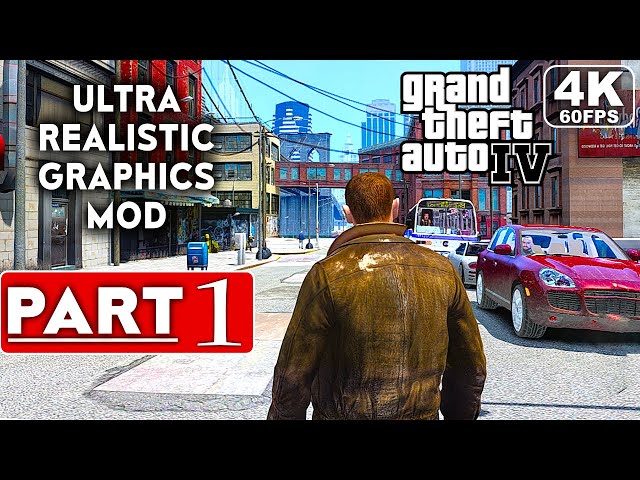 ULTRA
REALISTIC
GRAPHICS
MOD
grand
theft
auto IV
4K
60FPS
PART 1